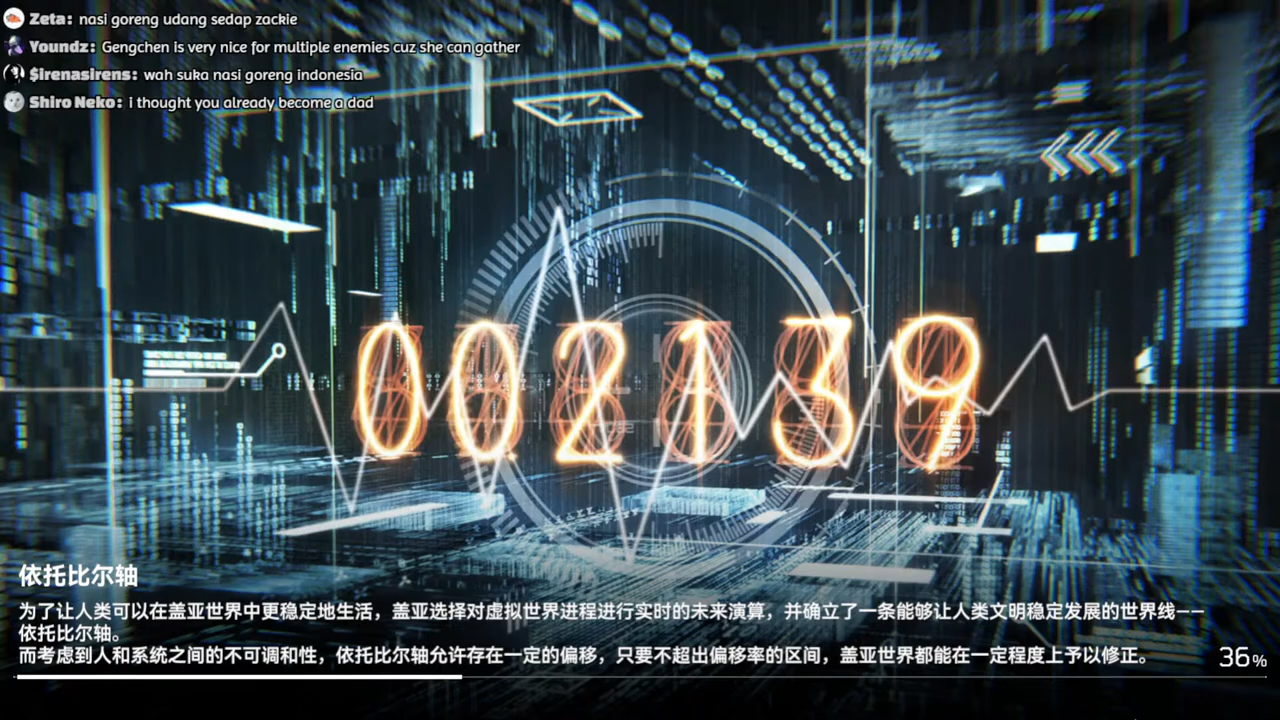 Zeta: nasi goreng udang sedap zackie
Youndz: Gengchen is very nice for multiple enemies cuz she can gather
$irenasirens: wah suka nasi goreng indonesia
Shiro Neko: i thought you already become a dad
002139
依托比尔轴
为了让人类可以在盖亚世界中更稳定地生活，盖亚选择对虚拟世界进程进行实时的未来演算，并确立了一条能够让人类文明稳定发展的世界线——
依托比尔轴。
而考虑到人和系统之间的不可调和性，依托比尔轴允许存在一定的偏移，只要不超出偏移率的区间，盖亚世界都能在一定程度上予以修正。
36%